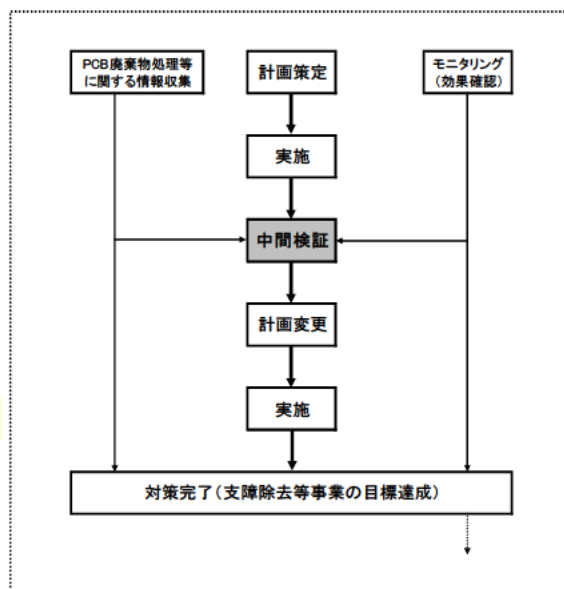 PCB廃棄物処理等
に関する情報収集
計画策定
モニタリング
(効果確認)
実施
中間検証
計画変更
実施
対策完了(支障除去等事業の目標達成)